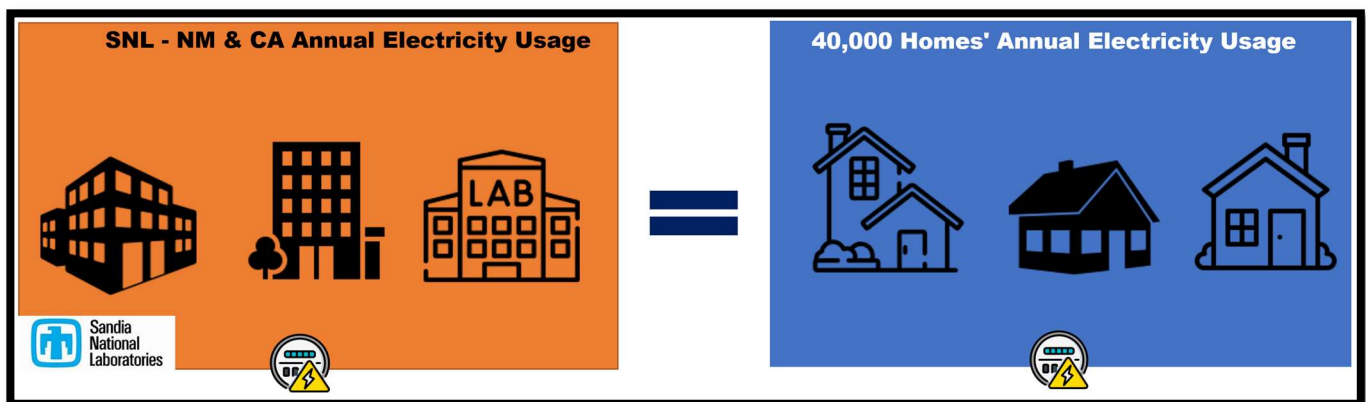 SNL - NM & CA Annual Electricity Usage
40,000 Homes' Annual Electricity Usage
LAB
Sandia
National
Laboratories